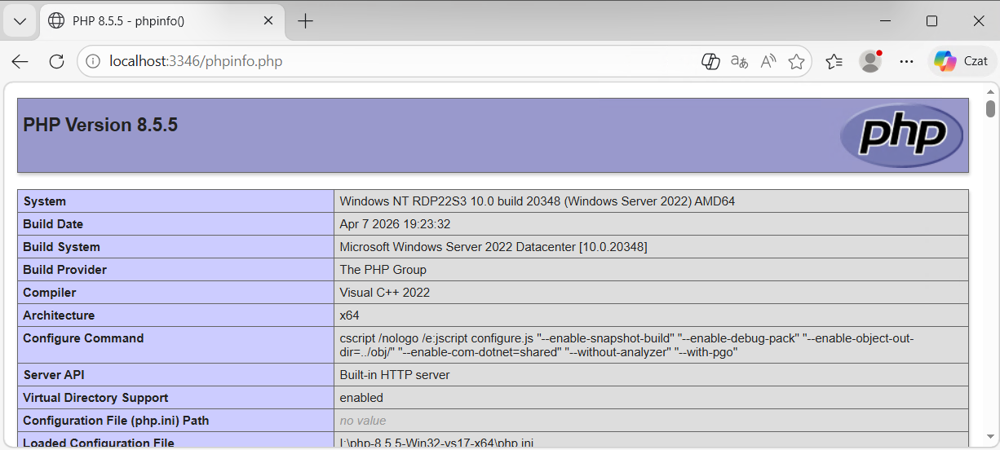 PHP 8.5.5 - phpinfo()
localhost:3346/phpinfo.php
Czat
PHP Version 8.5.5
php
System Windows NT RDP22S3 10.0 build 20348 (Windows Server 2022) AMD64
Build Date Apr 7 2026 19:23:32
Build System Microsoft Windows Server 2022 Datacenter [10.0.20348]
Build Provider The PHP Group
Compiler Visual C++ 2022
Architecture x64
Configure Command cscript /nologo /e:jscript configure.js "--enable-snapshot-build" "--enable-debug-pack" "--enable-object-out-
dir=../obj/" "--enable-com-dotnet=shared" "--without-analyzer" "--with-pgo"
Server API Built-in HTTP server
Virtual Directory Support enabled
Configuration File (php.ini) Path no value
Loaded Configuration File I:\php-8.5.5-Win32-vs17-x64\php.ini